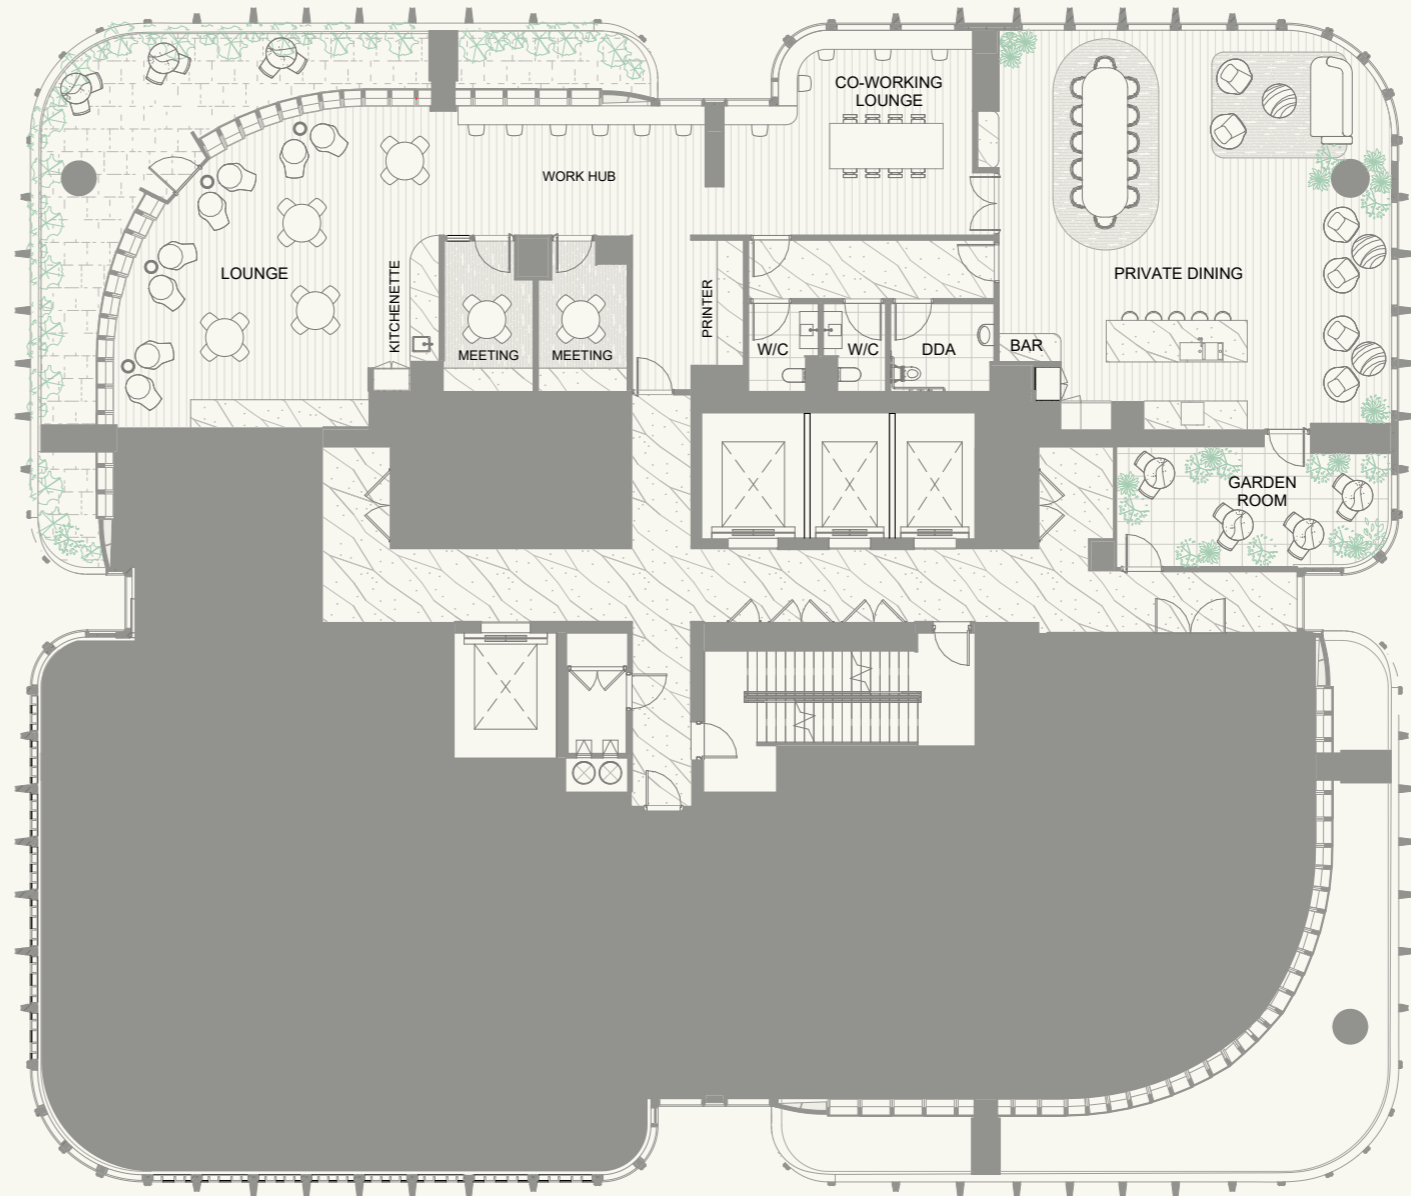 CO-WORKING
LOUNGE
WORK HUB
LOUNGE
KITCHENETTE
MEETING
MEETING
PRINTER
W/C
W/C
DDA
BAR
PRIVATE DINING
GARDEN
ROOM